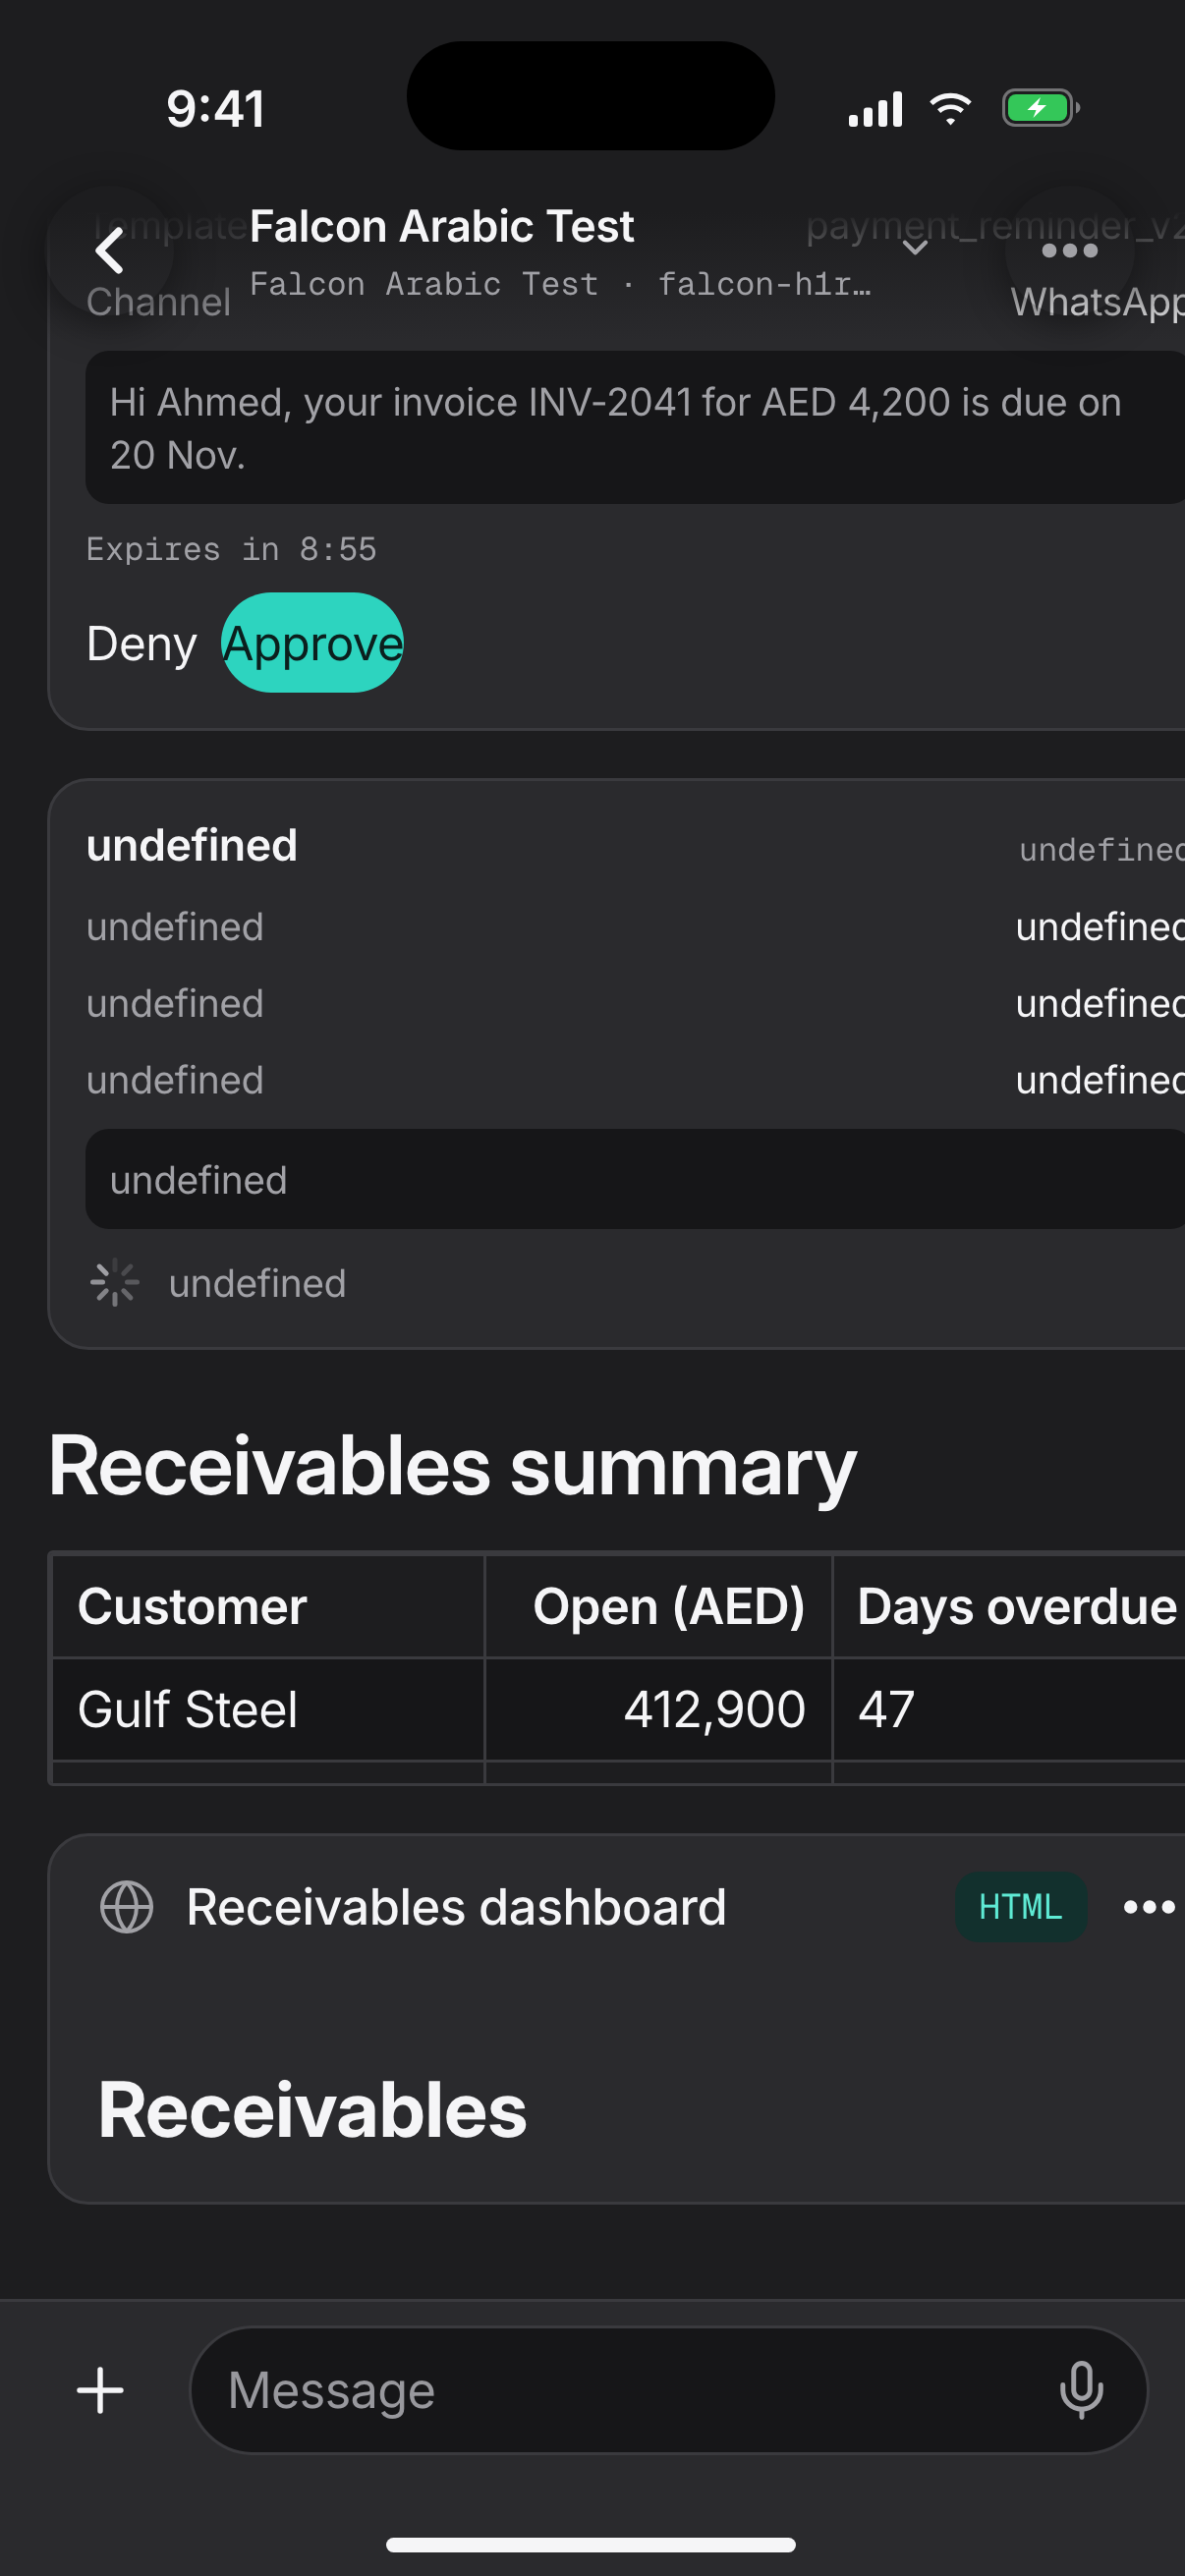 9:41
Template
Falcon Arabic Test
payment_reminder_v2
Falcon Arabic Test · falcon-h1r…
Channel
WhatsApp
Hi Ahmed, your invoice INV-2041 for AED 4,200 is due on
20 Nov.
Expires in 8:55
Deny
Approve
undefined
undefined
undefined
undefined
undefined
undefined
undefined
undefined
undefined
undefined
Receivables summary
Customer
Open (AED)
Days overdue
Gulf Steel
412,900
47
Receivables dashboard
HTML
Receivables
Message